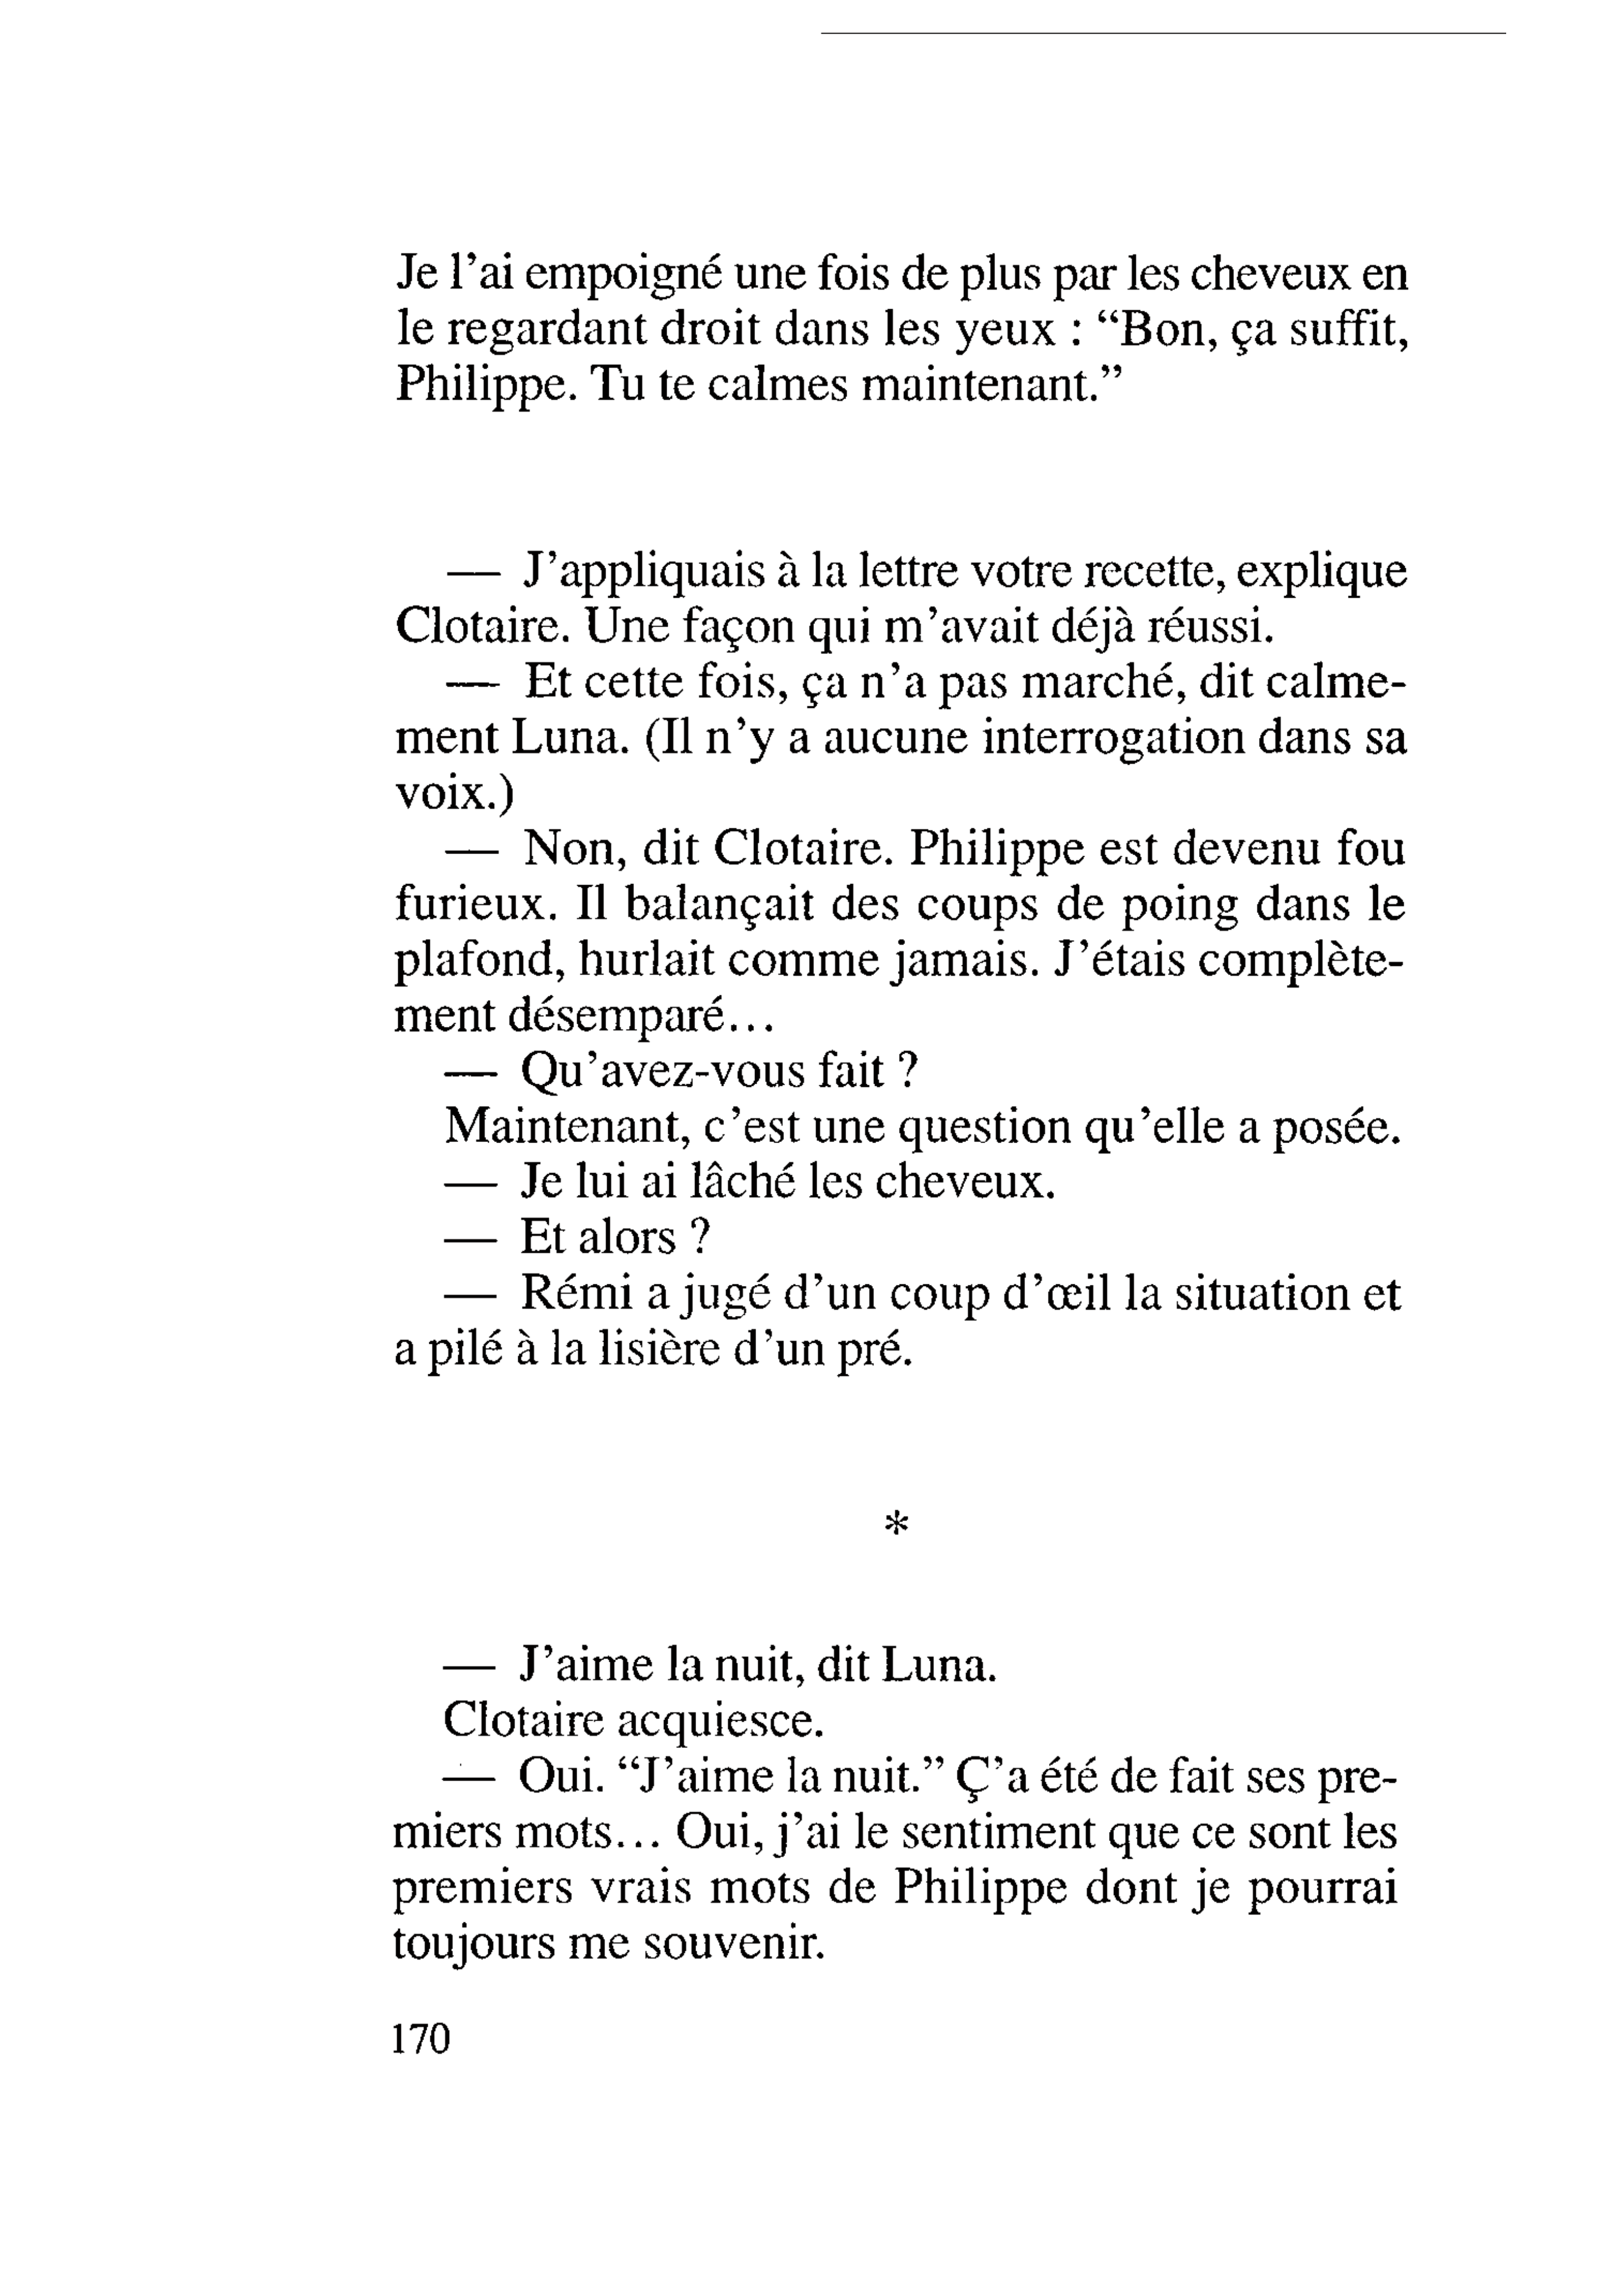 Je l’ai empoigné une fois de plus par les cheveux en
le regardant droit dans les yeux : “Bon, ça suffit,
Philippe. Tu te calmes maintenant.”
— J’appliquais à la lettre votre recette, explique
Clotaire. Une façon qui m’avait déjà réussi.
— Et cette fois, ça n’a pas marché, dit calme-
ment Luna. (Il n’y a aucune interrogation dans sa
voix.)
— Non, dit Clotaire. Philippe est devenu fou
furieux. Il balançait des coups de poing dans le
plafond, hurlait comme jamais. J’étais complète-
ment désemparé...
— Qu’avez-vous fait ?
Maintenant, c’est une question qu’elle a posée.
— Je lui ai lâché les cheveux.
— Et alors ?
— Rémi a jugé d’un coup d’œil la situation et
a pilé à la lisière d’un pré.
*
— J’aime la nuit, dit Luna.
Clotaire acquiesce.
— Oui. “J’aime la nuit.” Ç’a été de fait ses pre-
miers mots... Oui, j’ai le sentiment que ce sont les
premiers vrais mots de Philippe dont je pourrai
toujours me souvenir.
170